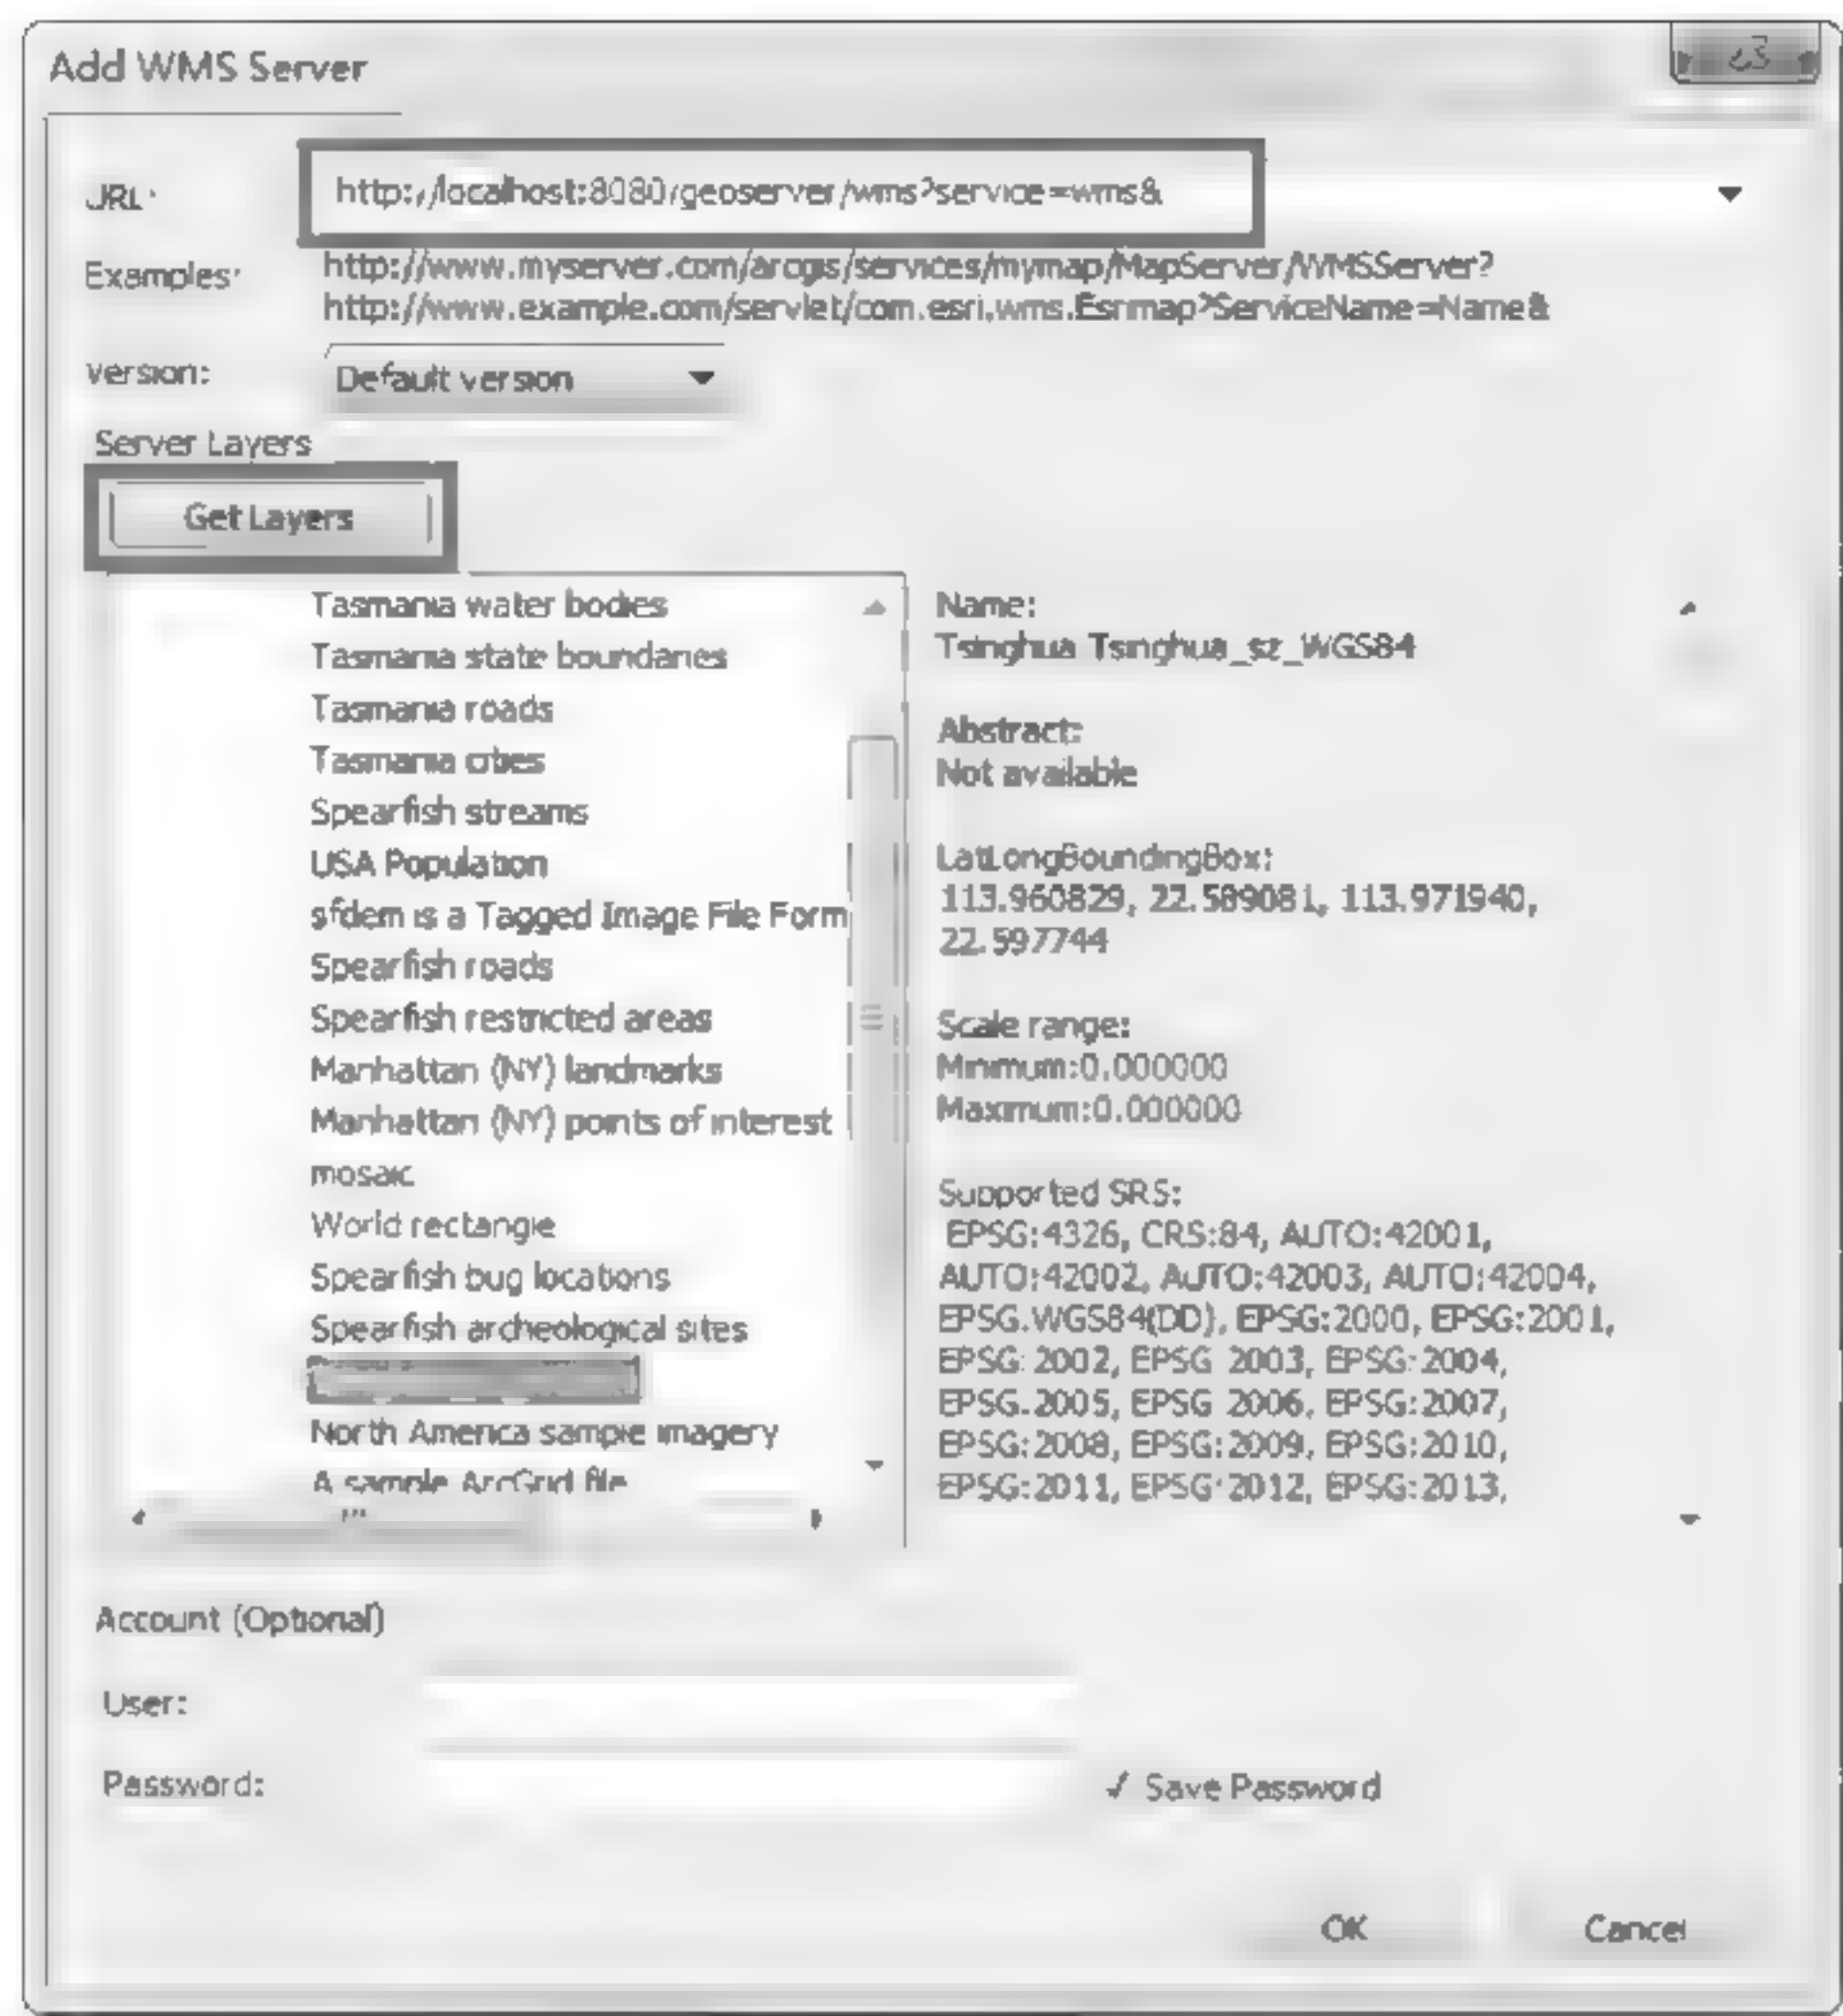 Add WMS Server
URL:
http://localhost:8080/geoserver/wms?service=wms&
Examples:
http://www.myserver.com/arcgis/services/mymap/MapServer/WMSServer?
http://www.example.com/servlet/com.esri.wms.Esrimap?ServiceName=Name&
Version:
Default version
Server Layers
Get Layers
Tasmania water bodies
Tasmania state boundaries
Tasmania roads
Tasmania cities
Spearfish streams
USA Population
sfdem is a Tagged Image File Form
Spearfish roads
Spearfish restricted areas
Manhattan (NY) landmarks
Manhattan (NY) points of interest
mosaic
World rectangle
Spearfish bug locations
Spearfish archeological sites
North America sample imagery
A sample ArcGrid file
Name:
Tsinghua Tsinghua_sz_WGS84
Abstract:
Not available
LatLongBoundingBox:
113.960829, 22.589081, 113.971940,
22.597744
Scale range:
Minimum:0.000000
Maximum:0.000000
Supported SRS:
EPSG:4326, CRS:84, AUTO:42001,
AUTO:42002, AUTO:42003, AUTO:42004,
EPSG:WGS84(DD), EPSG:2000, EPSG:2001,
EPSG:2002, EPSG:2003, EPSG:2004,
EPSG:2005, EPSG:2006, EPSG:2007,
EPSG:2008, EPSG:2009, EPSG:2010,
EPSG:2011, EPSG:2012, EPSG:2013,
Account (Optional)
User:
Password:
Save Password
OK
Cancel